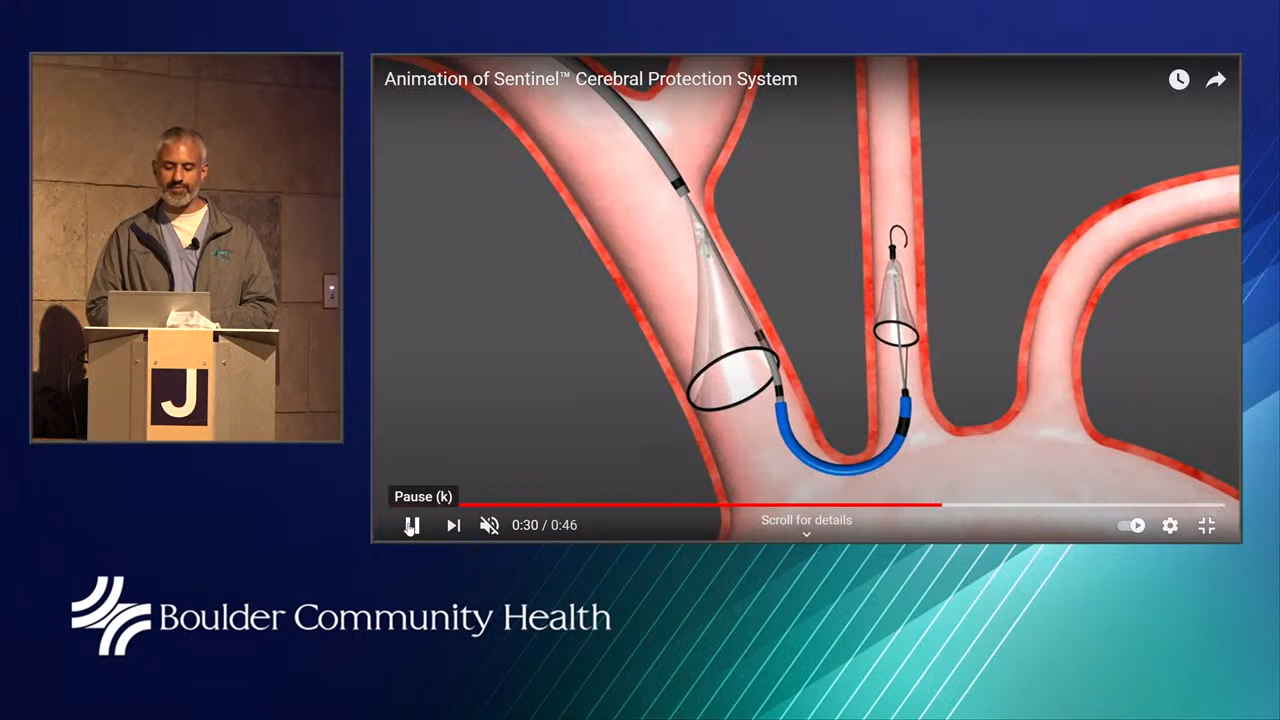 Animation of Sentinel™ Cerebral Protection System
J
Pause (k)
0:30 / 0:46
Scroll for details
Boulder Community Health